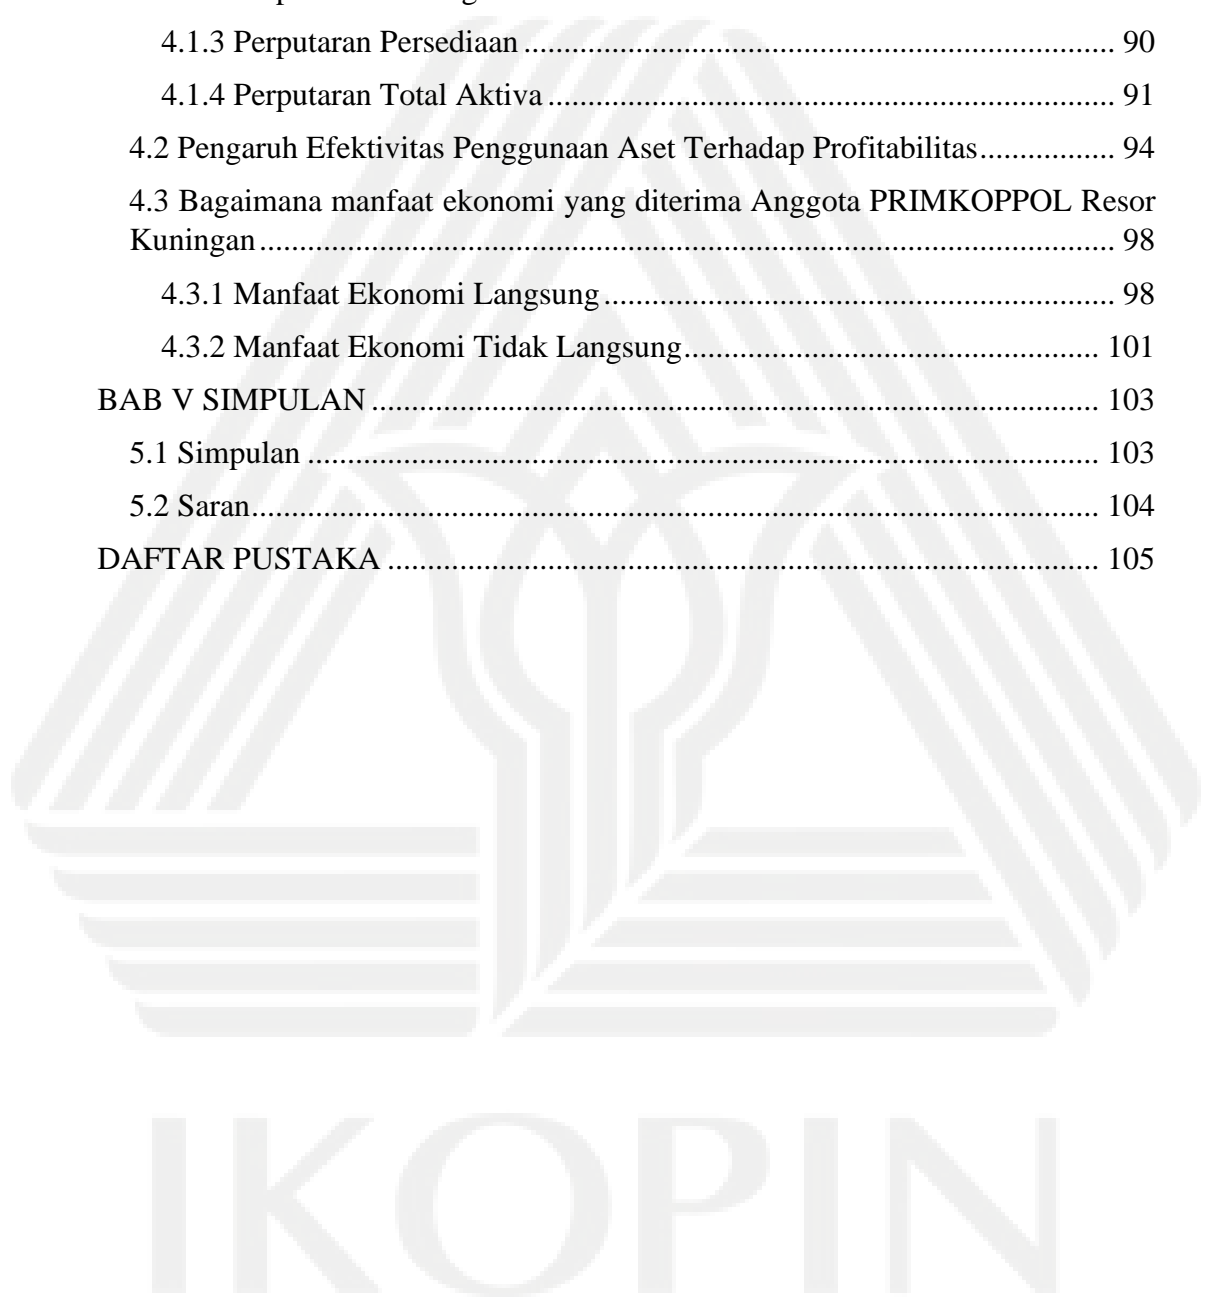 4.1.3 Perputaran Persediaan ........................................................................ 90
4.1.4 Perputaran Total Aktiva ..................................................................... 91
4.2 Pengaruh Efektivitas Penggunaan Aset Terhadap Profitabilitas................. 94
4.3 Bagaimana manfaat ekonomi yang diterima Anggota PRIMKOPPOL Resor
Kuningan ........................................................................................................ 98
4.3.1 Manfaat Ekonomi Langsung .............................................................. 98
4.3.2 Manfaat Ekonomi Tidak Langsung................................................... 101
BAB V SIMPULAN ......................................................................................... 103
5.1 Simpulan ................................................................................................. 103
5.2 Saran........................................................................................................ 104
DAFTAR PUSTAKA ....................................................................................... 105
IKOPIN